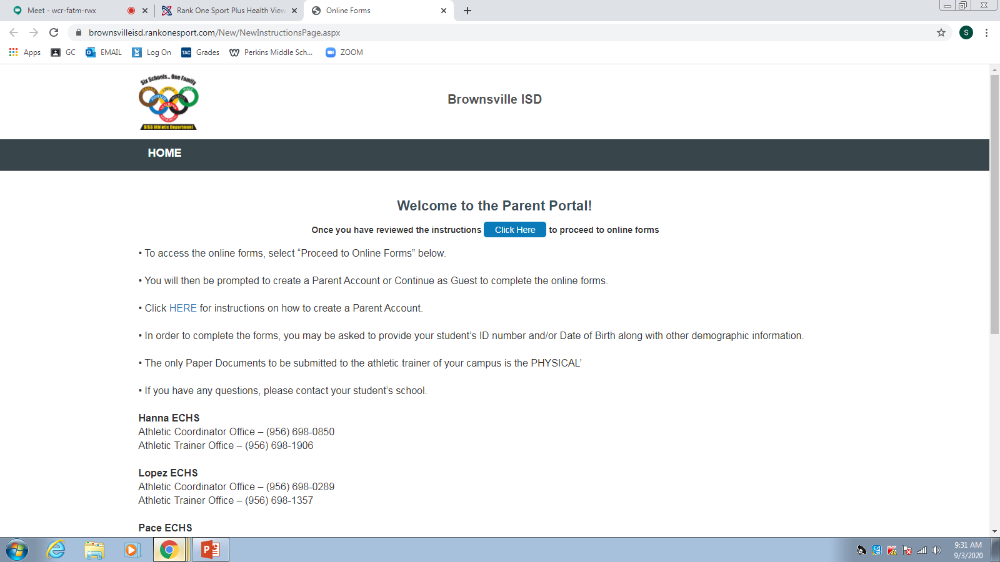 Meet - wcr-fatm-rwx
Rank One Sport Plus Health View
Online Forms
brownsvilleisd.rankonesport.com/New/NewInstructionsPage.aspx
S
Apps
GC
EMAIL
Log On
TAC
Grades
Perkins Middle Sch...
ZOOM
Six Schools... One Family
HANNA
LOPEZ
PACE
PORTER
RIVERA
VETERANS
MEMORIAL
BISD Athletic Department
Brownsville ISD
HOME
Welcome to the Parent Portal!
Once you have reviewed the instructions Click Here to proceed to online forms
• To access the online forms, select “Proceed to Online Forms” below.
• You will then be prompted to create a Parent Account or Continue as Guest to complete the online forms.
• Click HERE for instructions on how to create a Parent Account.
• In order to complete the forms, you may be asked to provide your student’s ID number and/or Date of Birth along with other demographic information.
• The only Paper Documents to be submitted to the athletic trainer of your campus is the PHYSICAL’
• If you have any questions, please contact your student’s school.
Hanna ECHS
Athletic Coordinator Office – (956) 698-0850
Athletic Trainer Office – (956) 698-1906
Lopez ECHS
Athletic Coordinator Office – (956) 698-0289
Athletic Trainer Office – (956) 698-1357
Pace ECHS
9:31 AM
9/3/2020